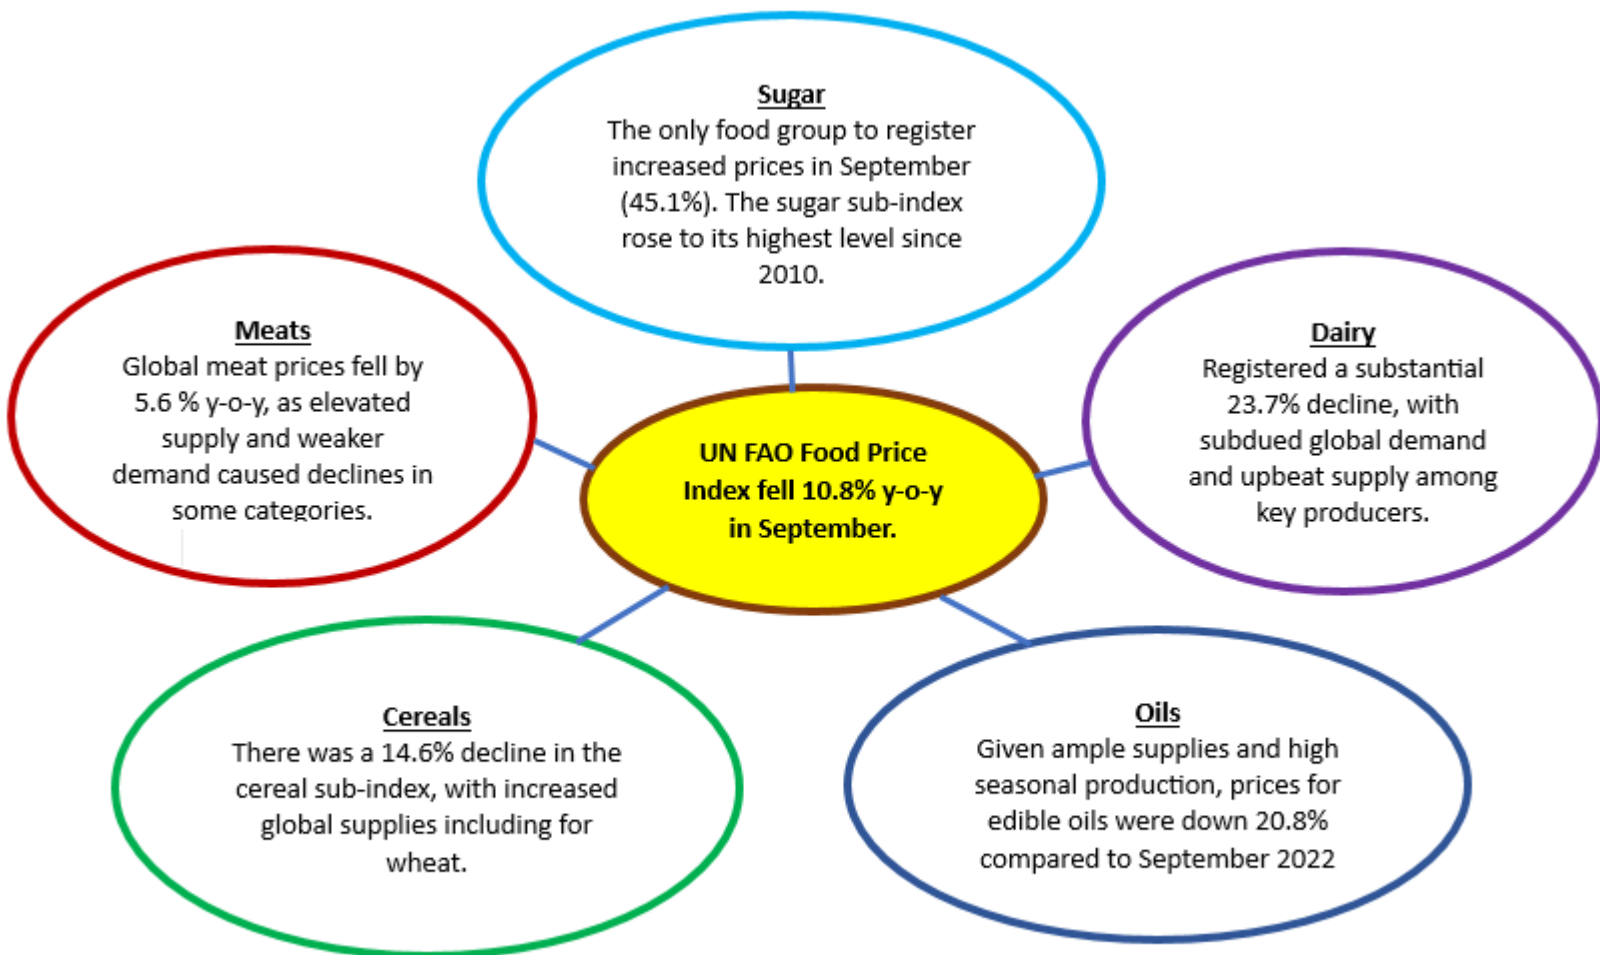 Sugar
The only food group to register
increased prices in September
(45.1%). The sugar sub-index
rose to its highest level since
2010.
Meats
Global meat prices fell by
5.6 % y-o-y, as elevated
supply and weaker
demand caused declines in
some categories.
UN FAO Food Price
Index fell 10.8% y-o-y
in September.
Dairy
Registered a substantial
23.7% decline, with
subdued global demand
and upbeat supply among
key producers.
Cereals
There was a 14.6% decline in the
cereal sub-index, with increased
global supplies including for
wheat.
Oils
Given ample supplies and high
seasonal production, prices for
edible oils were down 20.8%
compared to September 2022